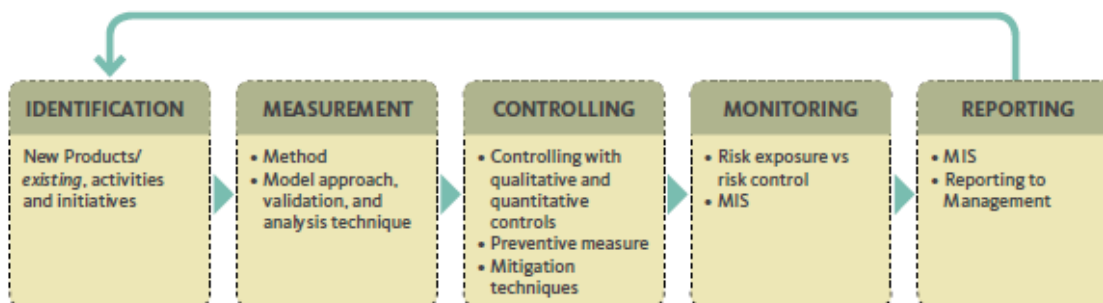 IDENTIFICATION
New Products/
existing, activities
and initiatives
MEASUREMENT
• Method
• Model approach,
validation, and
analysis technique
CONTROLLING
• Controlling with
qualitative and
quantitative
controls
• Preventive measure
• Mitigation
techniques
MONITORING
• Risk exposure vs
risk control
• MIS
REPORTING
• MIS
• Reporting to
Management